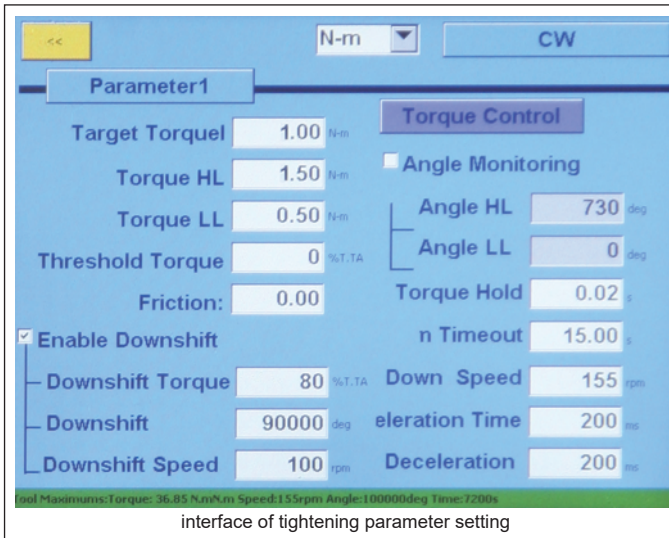 <<
N-m
CW
Parameter1
Target Torquel 1.00 N-m
Torque HL 1.50 N-m
Torque LL 0.50 N-m
Threshold Torque 0 %T.TA
Friction: 0.00
Enable Downshift
Downshift Torque 80 %T.TA
Downshift 90000 deg
Downshift Speed 100 rpm
Torque Control
Angle Monitoring
Angle HL 730 deg
Angle LL 0 deg
Torque Hold 0.02 s
n Timeout 15.00 s
Down Speed 155 rpm
eleration Time 200 ms
Deceleration 200 ms
ool Maximums:Torque: 36.85 N.mN.m Speed:155rpm Angle:100000deg Time:7200s
interface of tightening parameter setting